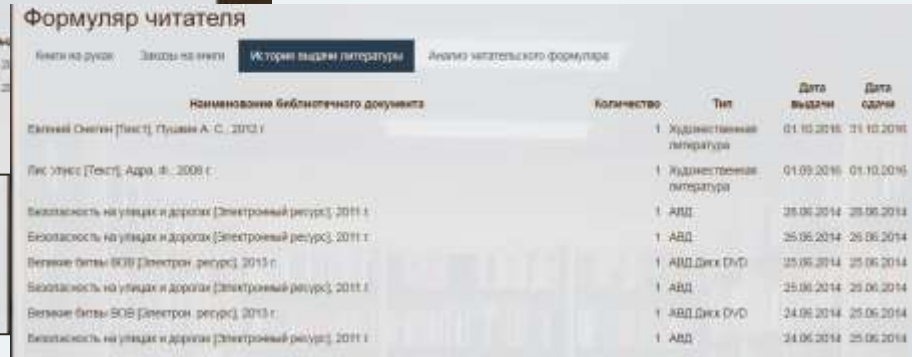 Формуляр читателя
Книги на руках Заказы на книги История выдачи литературы Анализ читательского формуляра
Наименование библиотечного документа Количество Тип Дата выдачи Дата сдачи
Евгений Онегин [Текст], Пушкин А. С., 2012 г. 1 Художественная литература 01.10.2016 31.10.2016
Лис Улисс [Текст], Адра, Ф., 2008 г. 1 Художественная литература 01.09.2016 01.10.2016
Безопасность на улицах и дорогах [Электронный ресурс], 2011 г. 1 АВД 26.06.2014 26.06.2014
Безопасность на улицах и дорогах [Электронный ресурс], 2011 г. 1 АВД 26.06.2014 26.06.2014
Великие битвы ВОВ [Электрон. ресурс], 2013 г. 1 АВД Диск DVD 25.06.2014 25.06.2014
Безопасность на улицах и дорогах [Электронный ресурс], 2011 г. 1 АВД 25.06.2014 25.06.2014
Великие битвы ВОВ [Электрон. ресурс], 2013 г. 1 АВД Диск DVD 24.06.2014 25.06.2014
Безопасность на улицах и дорогах [Электронный ресурс], 2011 г. 1 АВД 24.06.2014 25.06.2014